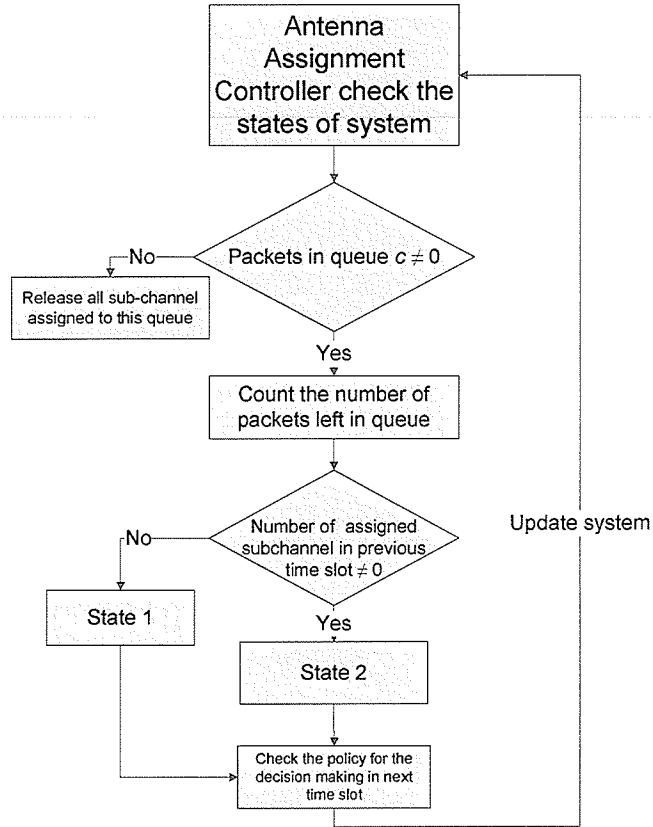 Antenna
Assignment
Controller check the
states of system
Packets in queue c ≠ 0
No
Release all sub-channel
assigned to this queue
Yes
Count the number of
packets left in queue
Number of assigned
subchannel in previous
time slot ≠ 0
No
Update system
State 1
Yes
State 2
Check the policy for the
decision making in next
time slot